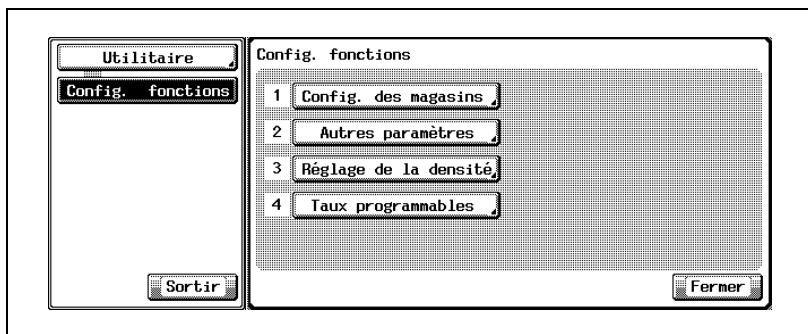 Utilitaire
Config. fonctions
Sortir
Config. fonctions
1 Config. des magasins
2 Autres paramètres
3 Réglage de la densité
4 Taux programmables
Fermer